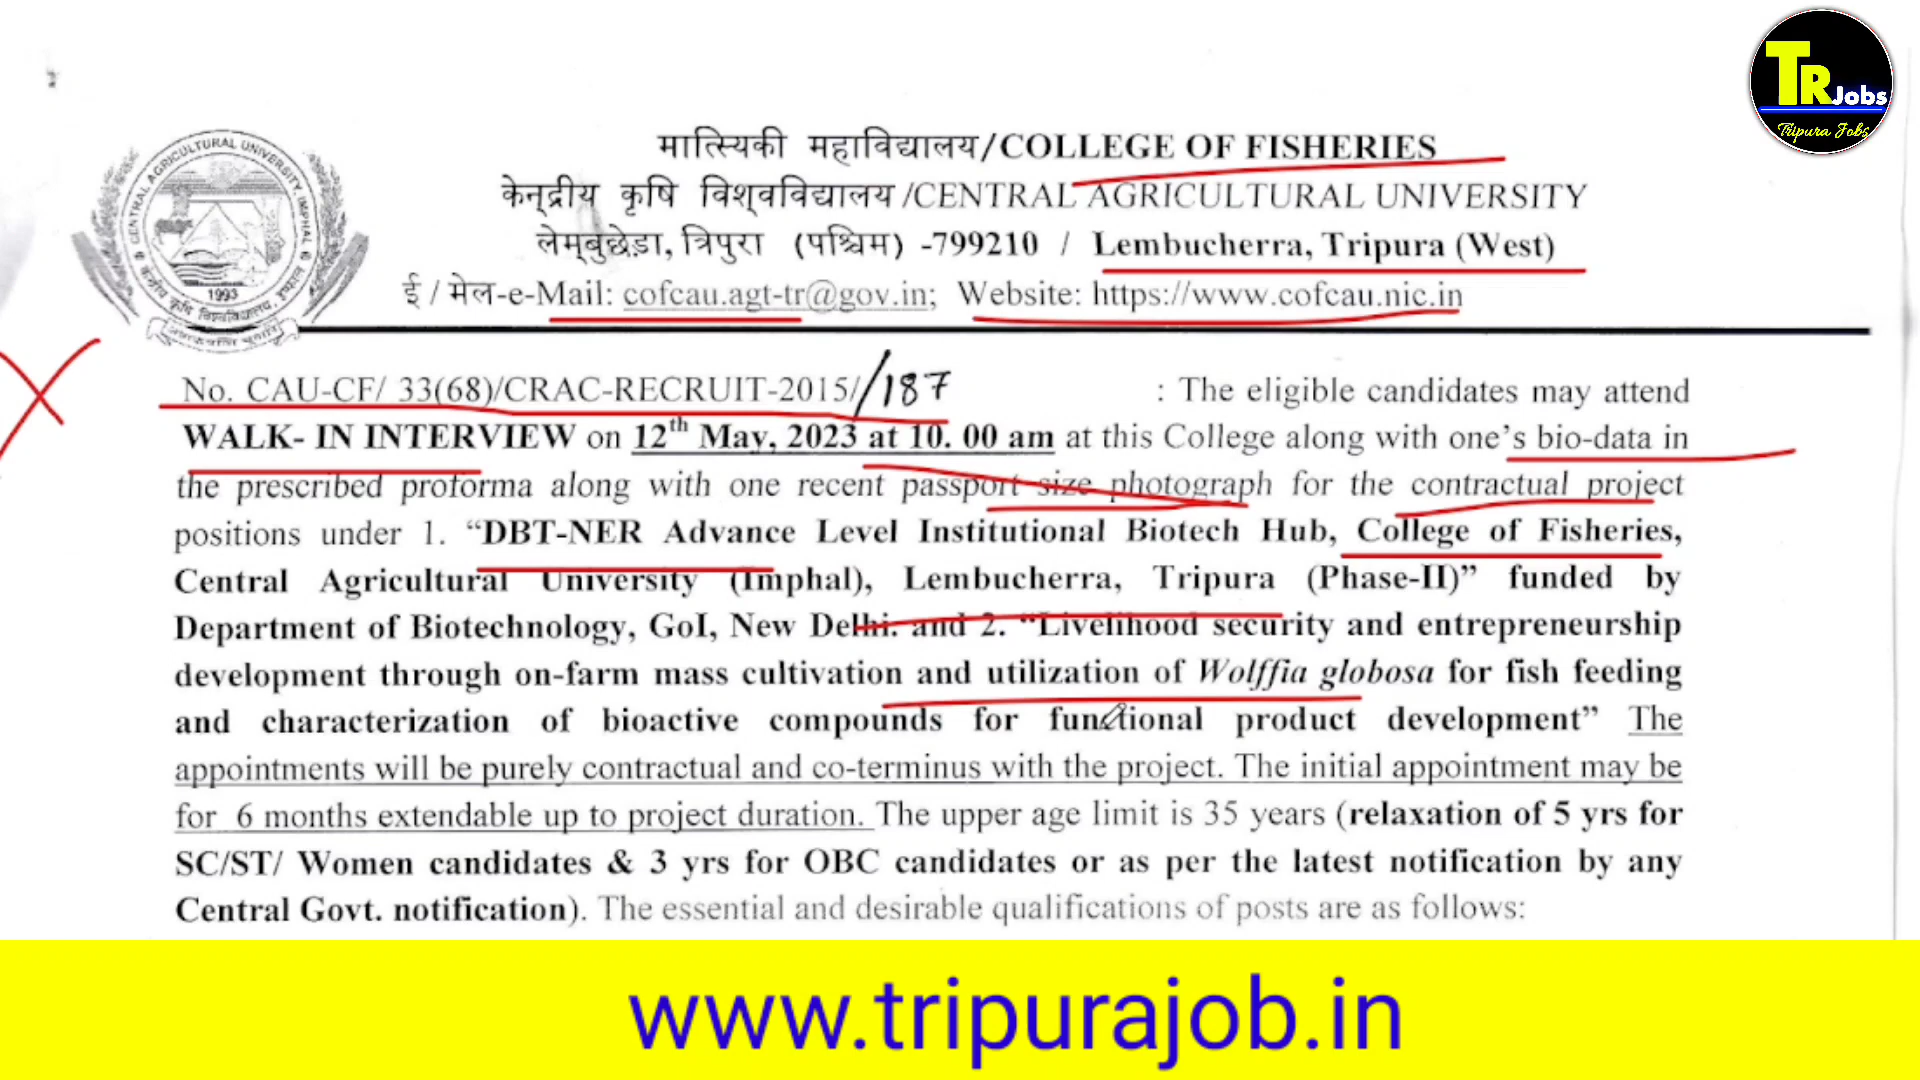 TRJobs
Tripura Jobs
मात्स्यिकी महाविद्यालय/COLLEGE OF FISHERIES
केन्द्रीय कृषि विश्वविद्यालय /CENTRAL AGRICULTURAL UNIVERSITY
लेम्बुछेड़ा, त्रिपुरा (पश्चिम) -799210 / Lembucherra, Tripura (West)
ई / मेल-e-Mail: cofcau.agt-tr@gov.in; Website: https://www.cofcau.nic.in
CENTRAL AGRICULTURAL UNIVERSITY, IMPHAL
1993
No. CAU-CF/ 33(68)/CRAC-RECRUIT-2015//187 : The eligible candidates may attend
WALK- IN INTERVIEW on 12th May, 2023 at 10. 00 am at this College along with one's bio-data in
the prescribed proforma along with one recent passport size photograph for the contractual project
positions under 1. “DBT-NER Advance Level Institutional Biotech Hub, College of Fisheries,
Central Agricultural University (Imphal), Lembucherra, Tripura (Phase-II)” funded by
Department of Biotechnology, GoI, New Delhi. and 2. “Livelihood security and entrepreneurship
development through on-farm mass cultivation and utilization of Wolffia globosa for fish feeding
and characterization of bioactive compounds for functional product development” The
appointments will be purely contractual and co-terminus with the project. The initial appointment may be
for 6 months extendable up to project duration. The upper age limit is 35 years (relaxation of 5 yrs for
SC/ST/ Women candidates & 3 yrs for OBC candidates or as per the latest notification by any
Central Govt. notification). The essential and desirable qualifications of posts are as follows:
www.tripurajob.in